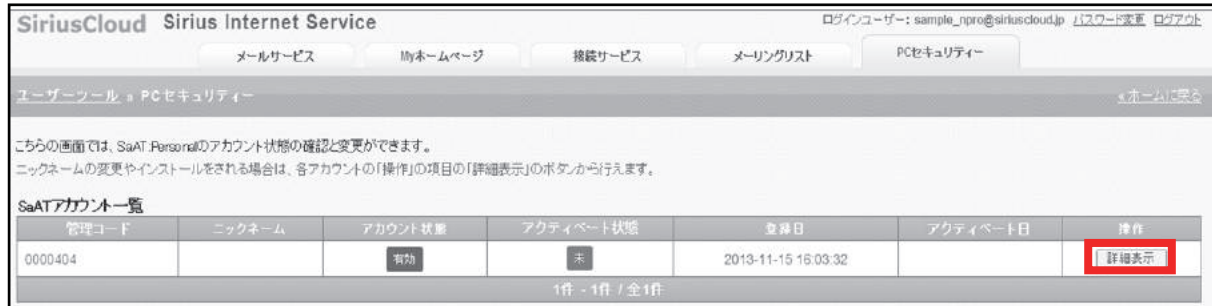 SiriusCloud Sirius Internet Service ログインユーザー: sample_npro@siriuscloud.jp パスワード変更 ログアウト
メールサービス Myホームページ 接続サービス メーリングリスト PCセキュリティー
ユーザーツール » PCセキュリティー «ホームに戻る
こちらの画面では、SaAT Personalのアカウント状態の確認と変更ができます。
ニックネームの変更やインストールをされる場合は、各アカウントの「操作」の項目の「詳細表示」のボタンから行えます。
SaATアカウント一覧
管理コード ニックネーム アカウント状態 アクティベート状態 登録日 アクティベート日 操作
0000404 有効 未 2013-11-15 16:03:32 詳細表示
1件 - 1件 / 全1件